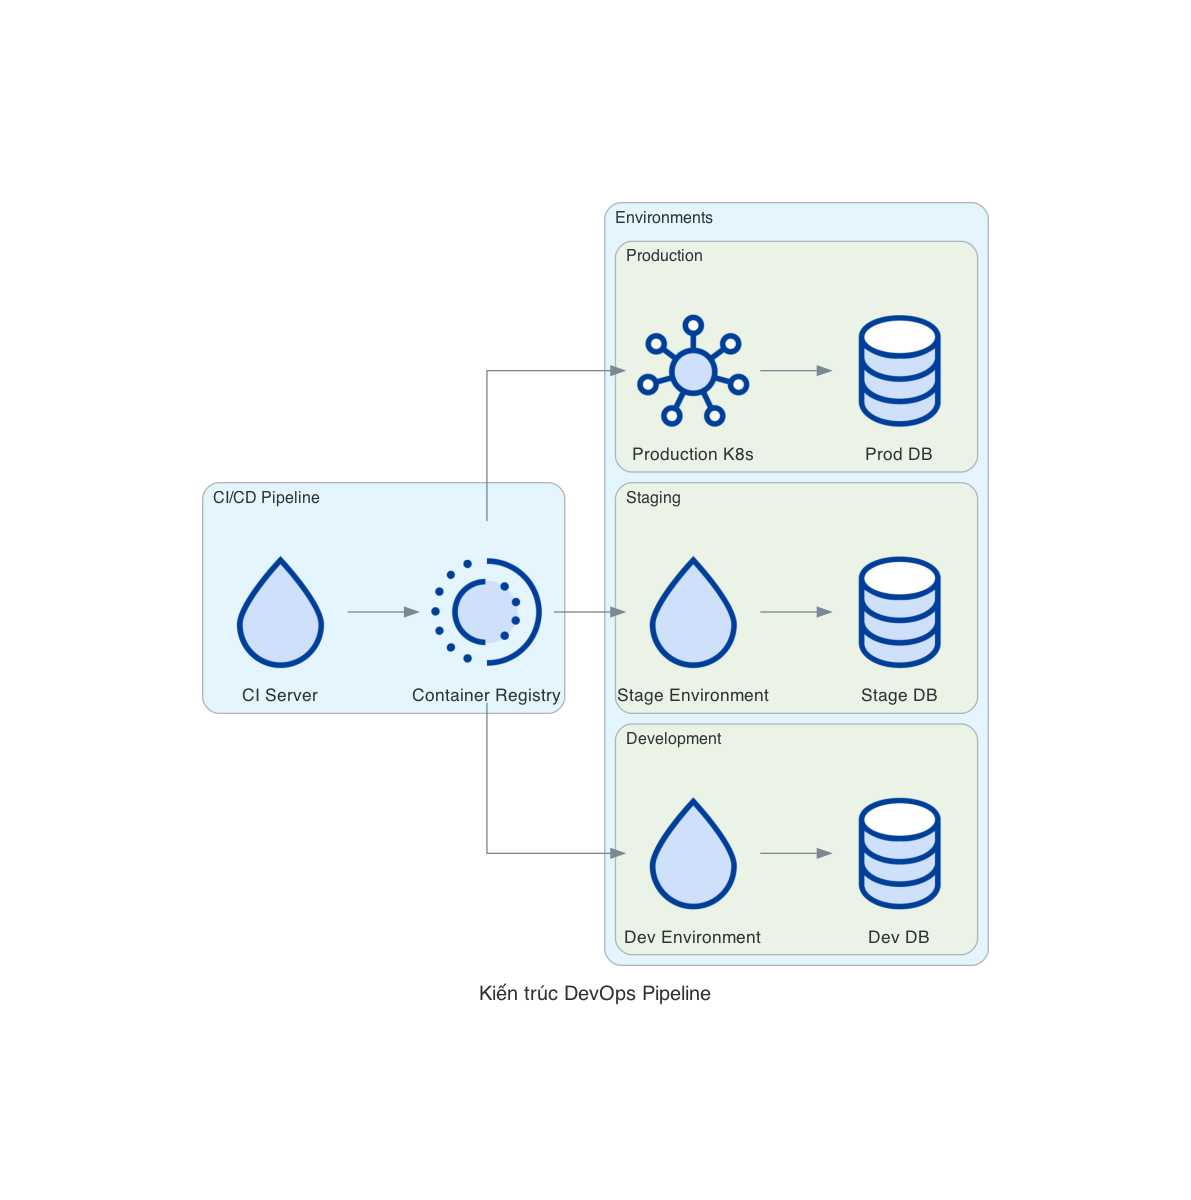 Environments
Production
Production K8s
Prod DB
CI/CD Pipeline
CI Server
Container Registry
Staging
Stage Environment
Stage DB
Development
Dev Environment
Dev DB
Kiến trúc DevOps Pipeline